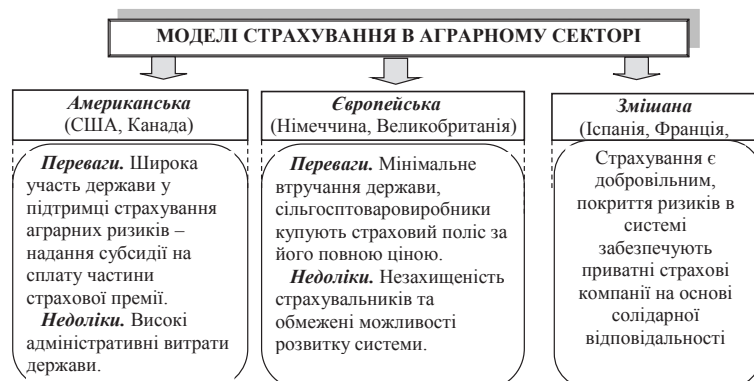 МОДЕЛІ СТРАХУВАННЯ В АГРАРНОМУ СЕКТОРІ
Американська
(США, Канада)
Переваги. Широка
участь держави у
підтримці страхування
аграрних ризиків –
надання субсидії на
сплату частини
страхової премії.
Недоліки. Високі
адміністративні витрати
держави.
Європейська
(Німеччина, Великобританія)
Переваги. Мінімальне
втручання держави,
сільгосптоваровиробники
купують страховий поліс за
його повною ціною.
Недоліки. Незахищеність
страхувальників та
обмежені можливості
розвитку системи.
Змішана
(Іспанія, Франція,
Страхування є
добровільним,
покриття ризиків в
системі
забезпечують
приватні страхові
компанії на основі
солідарної
відповідальності